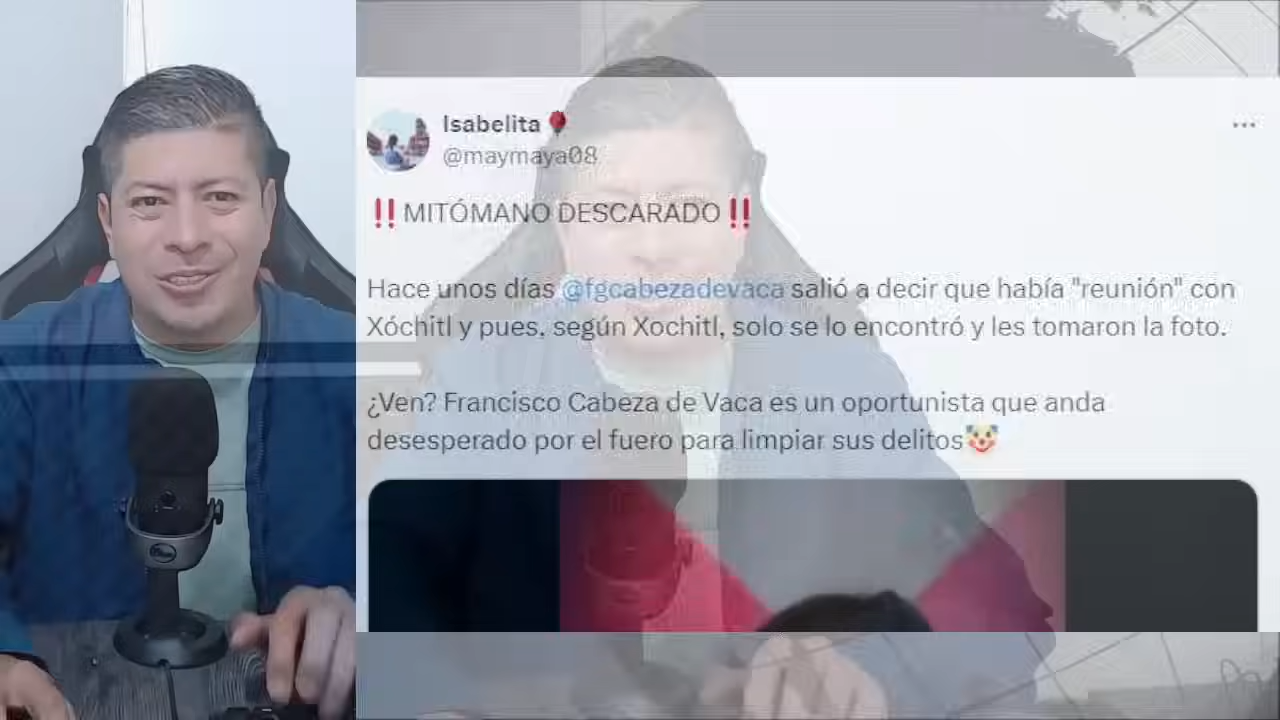 Isabelita🌹
@maymaya08
‼️MITÓMANO DESCARADO‼️
Hace unos días @fgcabezadevaca salió a decir que había "reunión" con
Xóchitl y pues, según Xochitl, solo se lo encontró y les tomaron la foto.
¿Ven? Francisco Cabeza de Vaca es un oportunista que anda
desesperado por el fuero para limpiar sus delitos🤡